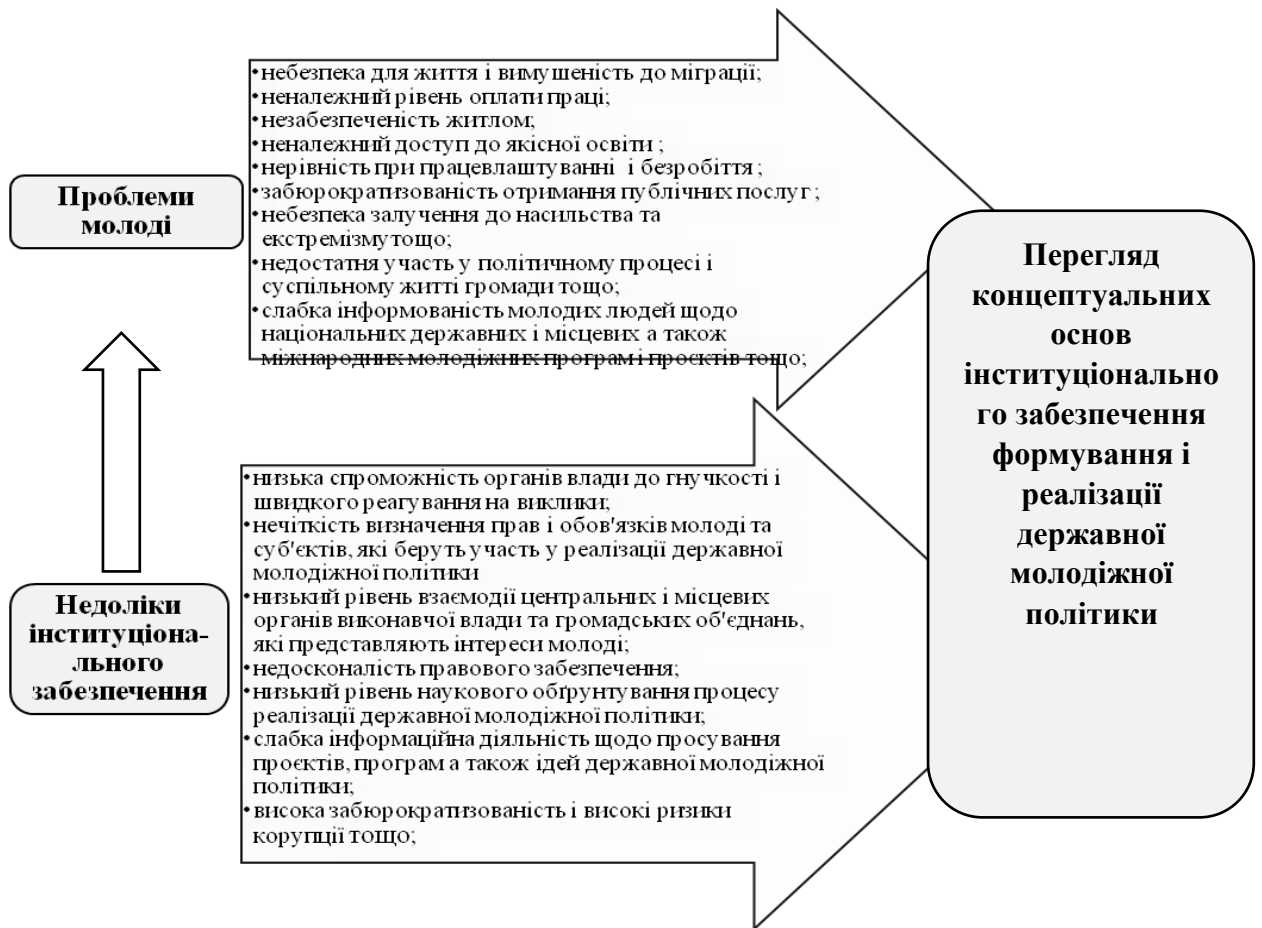 Проблеми
молоді
•небезпека для життя і вимушеність до міграції;
•неналежний рівень оплати праці;
•незабезпеченість житлом;
•неналежний доступ до якісної освіти ;
•нерівність при працевлаштуванні і безробіття ;
•забюрократизованість отримання публічних послуг ;
•небезпека залучення до насильства та
екстремізму тощо;
•недостатня участь у політичному процесі і
суспільному житті громади тощо;
•слабка інформованість молодих людей щодо
національних державних і місцевих а також
міжнародних молодіжних програм і проєктів тощо;
Недоліки
інституціона-
льного
забезпечення
•низька спроможність органів влади до гнучкості і
швидкого реагування на виклики;
•нечіткість визначення прав і обов'язків молоді та
суб'єктів, які беруть участь у реалізації державної
молодіжної політики
•низький рівень взаємодії центральних і місцевих
органів виконавчої влади та громадських об'єднань,
які представляють інтереси молоді;
•недосконалість правового забезпечення;
•низький рівень наукового обґрунтування процесу
реалізації державної молодіжної політики;
•слабка інформаційна діяльність щодо просування
проєктів, програм а також ідей державної молодіжної
політики;
•висока забюрократизованість і високі ризики
корупції тощо;
Перегляд
концептуальних
основ
інституціонально
го забезпечення
формування і
реалізації
державної
молодіжної
політики